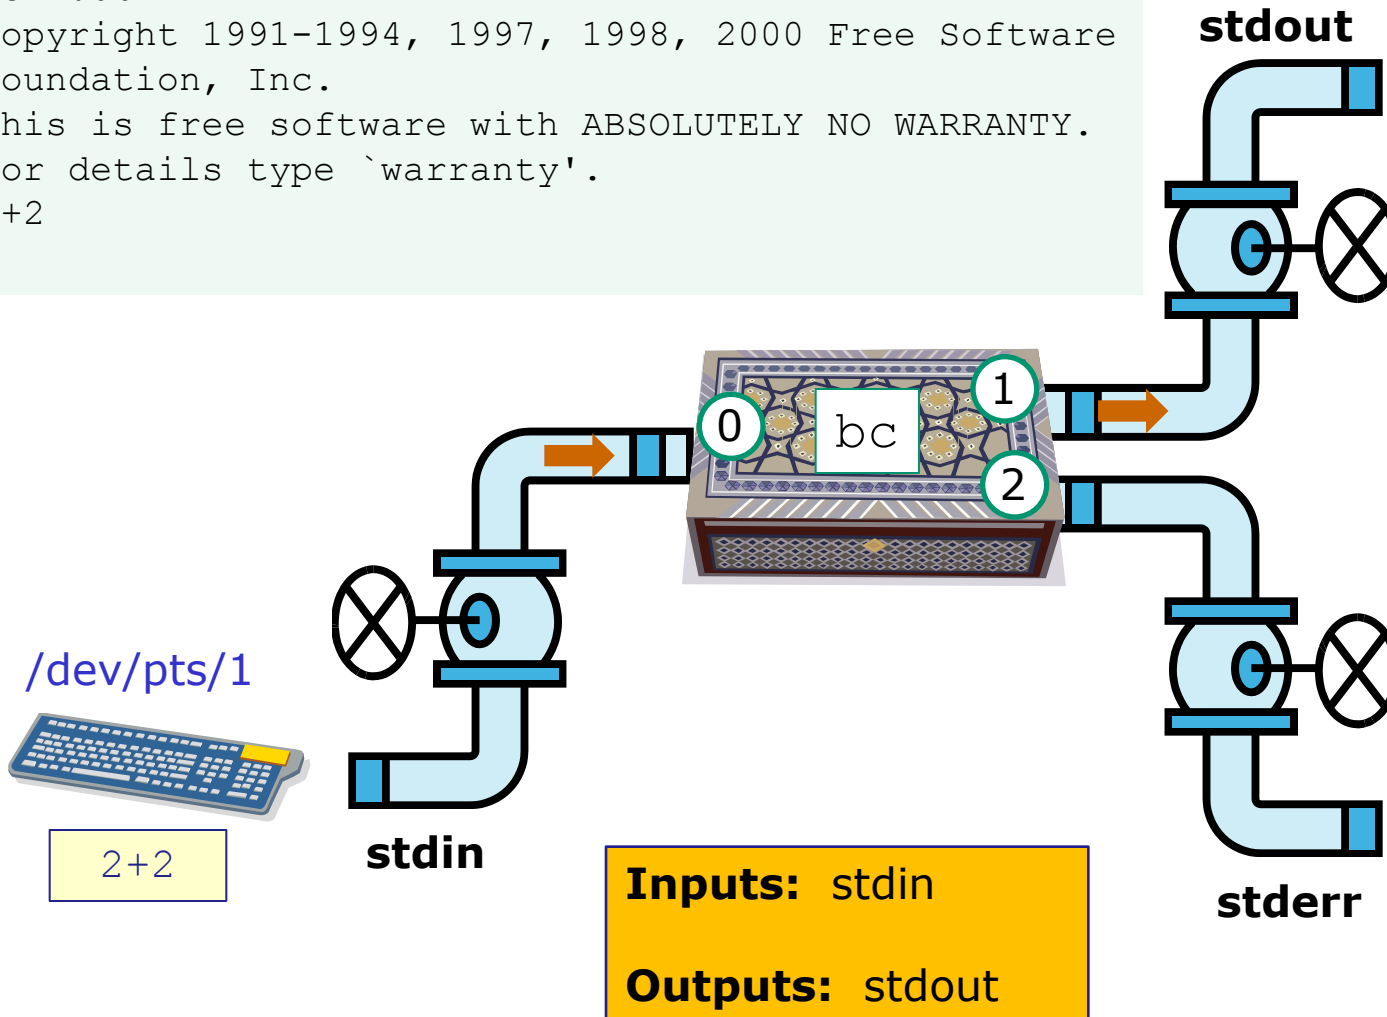 opyright 1991-1994, 1997, 1998, 2000 Free Software
oundation, Inc.
his is free software with ABSOLUTELY NO WARRANTY.
or details type `warranty'.
+2
stdout
0
bc
1
2
/dev/pts/1
2+2
stdin
stderr
Inputs: stdin
Outputs: stdout